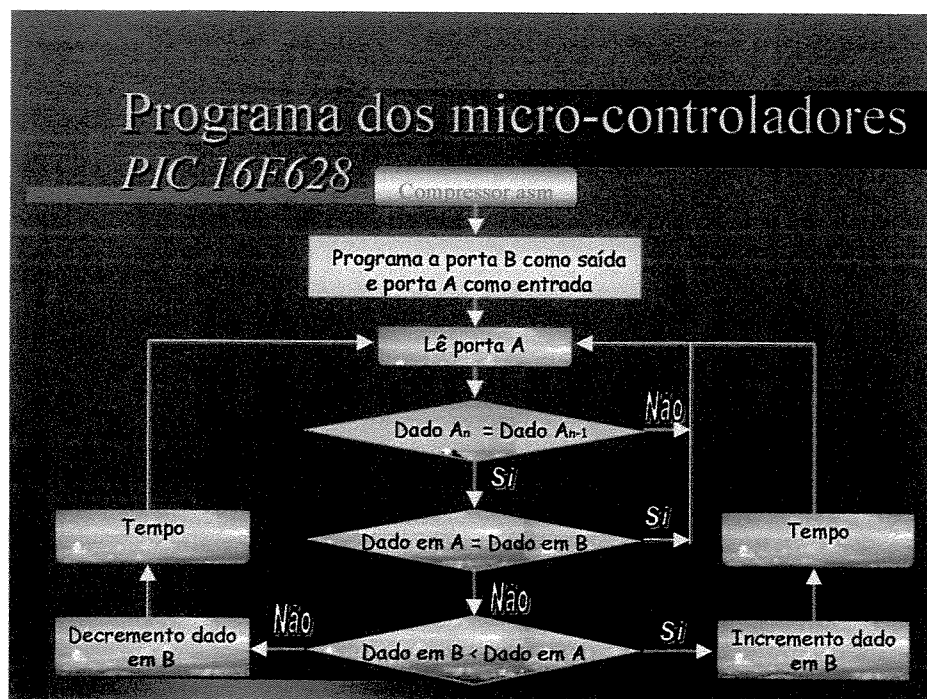 Programa dos micro-controladores
PIC 16F628
Compressor asm
Programa a porta B como saída
e porta A como entrada
Lê porta A
Dado An = Dado An-1
Não
Si
Tempo
Dado em A = Dado em B
Si
Tempo
Não
Decremento dado
em B
Não
Dado em B < Dado em A
Si
Incremento dado
em B